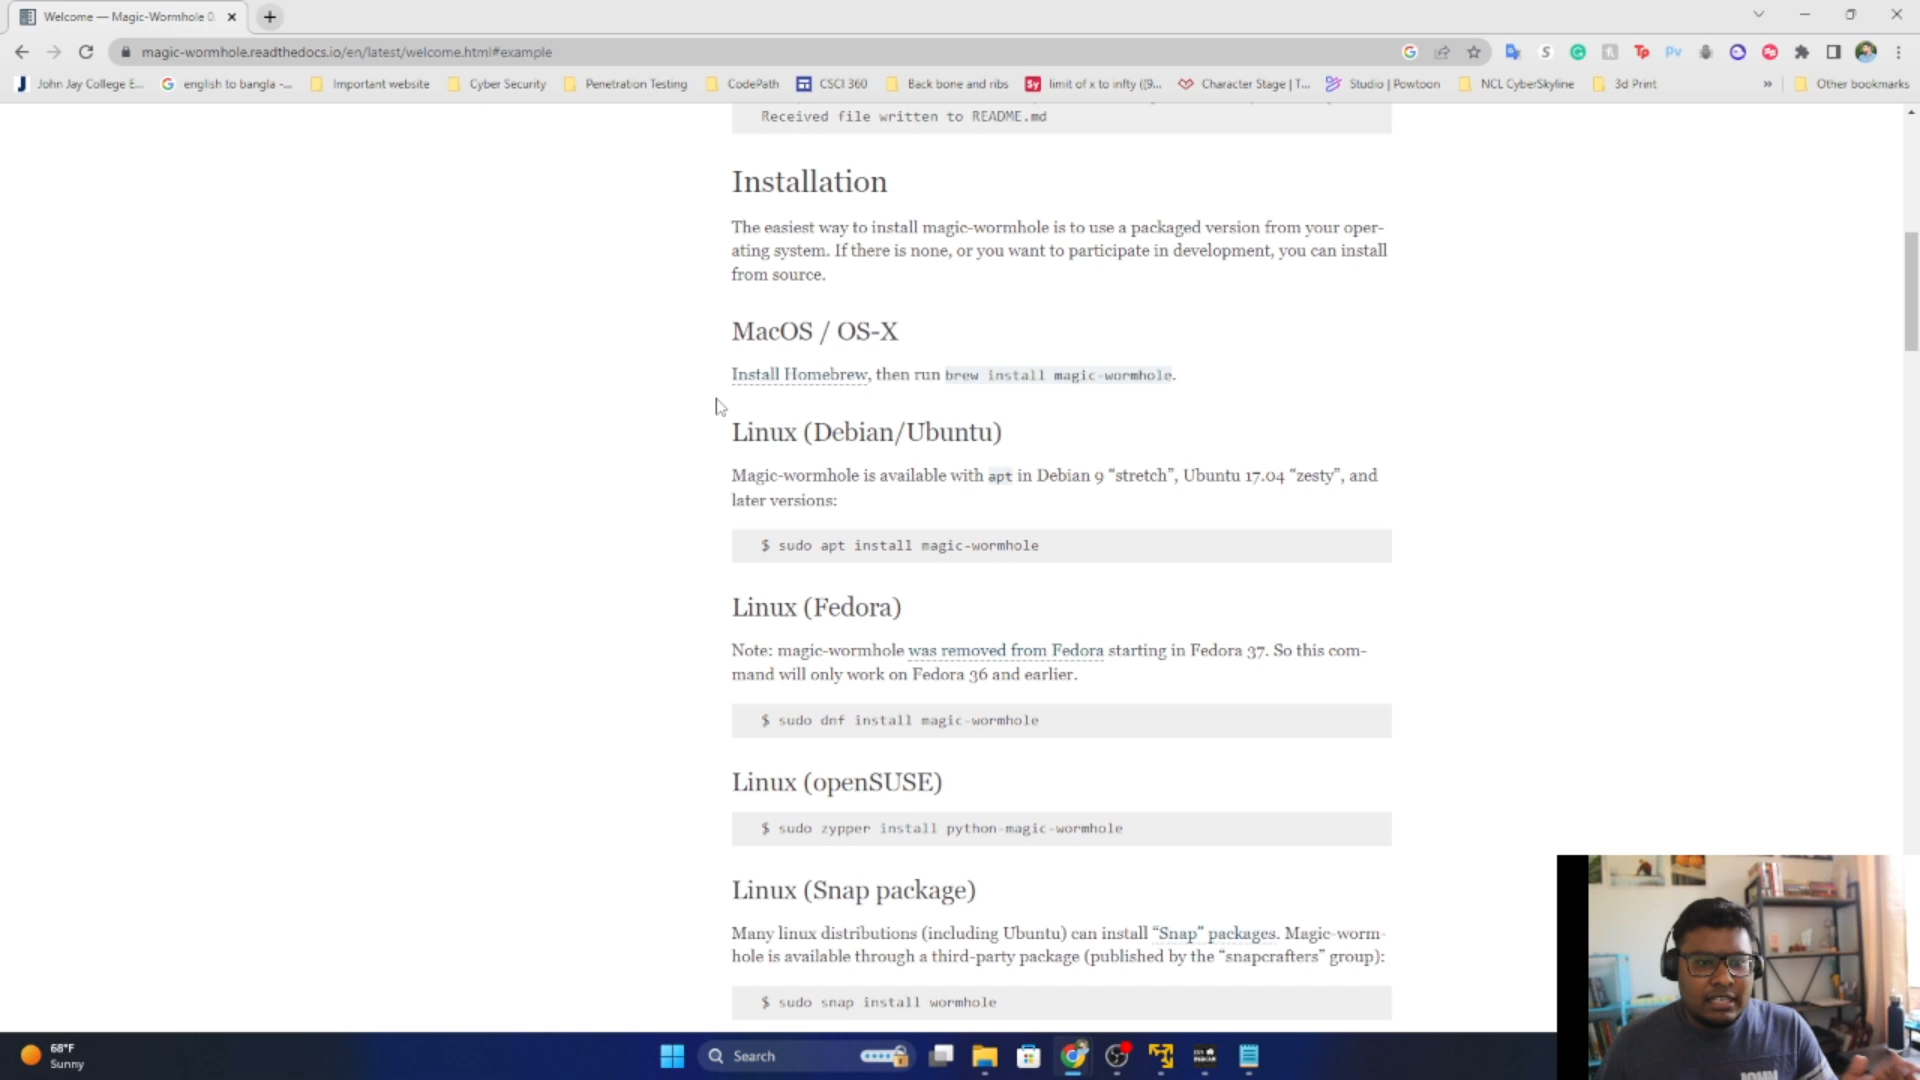 Welcome — Magic-Wormhole 0.
magic-wormhole.readthedocs.io/en/latest/welcome.html#example
John Jay College E...
english to bangla -...
Important website
Cyber Security
Penetration Testing
CodePath
CSCI 360
Back bone and ribs
limit of x to infty ((9...
Character Stage | T...
Studio | Powtoon
NCL CyberSkyline
3d Print
»
Other bookmarks
Received file written to README.md
Installation
The easiest way to install magic-wormhole is to use a packaged version from your oper-
ating system. If there is none, or you want to participate in development, you can install
from source.
MacOS / OS-X
Install Homebrew, then run brew install magic-wormhole.
Linux (Debian/Ubuntu)
Magic-wormhole is available with apt in Debian 9 “stretch”, Ubuntu 17.04 “zesty”, and
later versions:
$ sudo apt install magic-wormhole
Linux (Fedora)
Note: magic-wormhole was removed from Fedora starting in Fedora 37. So this com-
mand will only work on Fedora 36 and earlier.
$ sudo dnf install magic-wormhole
Linux (openSUSE)
$ sudo zypper install python-magic-wormhole
Linux (Snap package)
Many linux distributions (including Ubuntu) can install “Snap” packages. Magic-worm-
hole is available through a third-party package (published by the “snapcrafters” group):
$ sudo snap install wormhole
68°F
Sunny
Search
JOHN